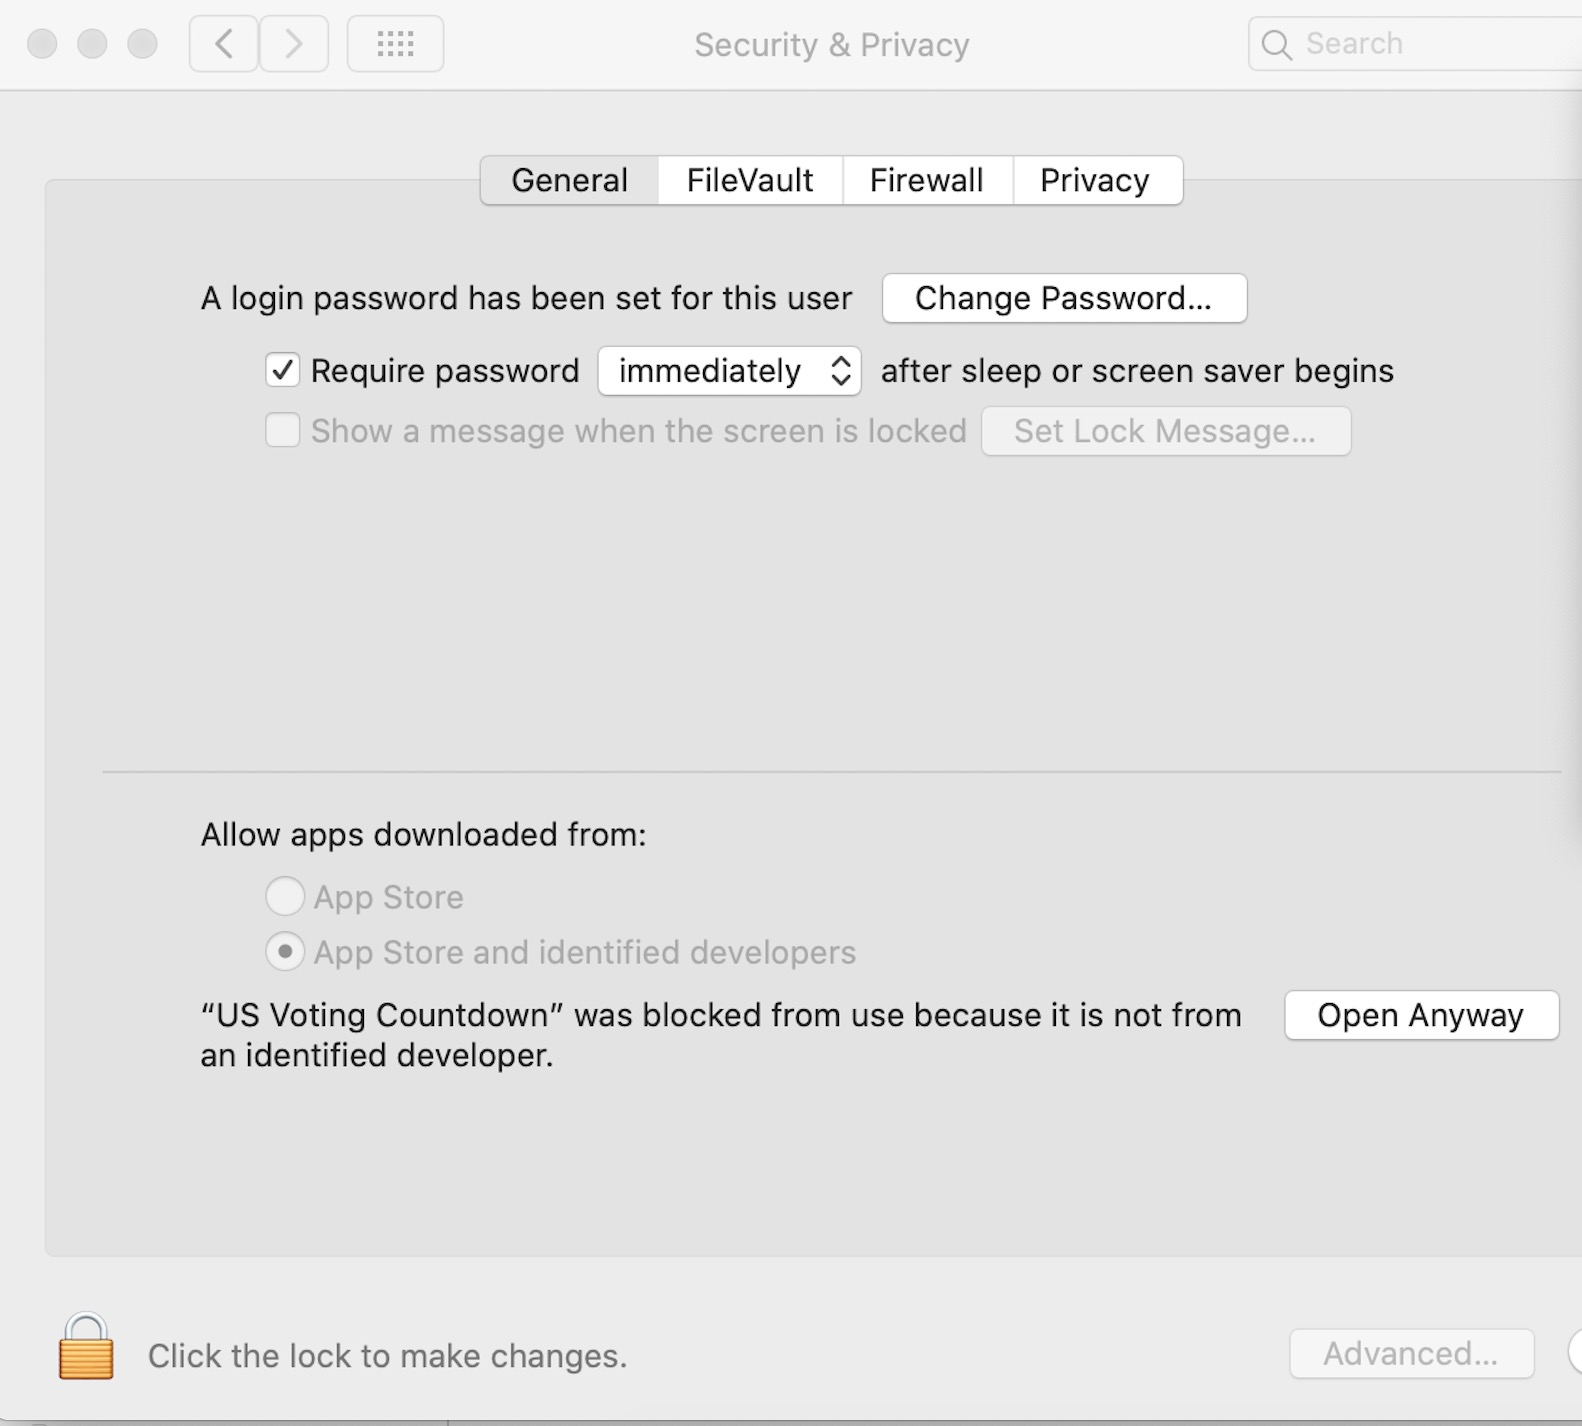 Security & Privacy
Search
General FileVault Firewall Privacy
A login password has been set for this user Change Password...
Require password immediately after sleep or screen saver begins
Show a message when the screen is locked Set Lock Message...
Allow apps downloaded from:
App Store
App Store and identified developers
“US Voting Countdown” was blocked from use because it is not from Open Anyway
an identified developer.
Click the lock to make changes. Advanced...